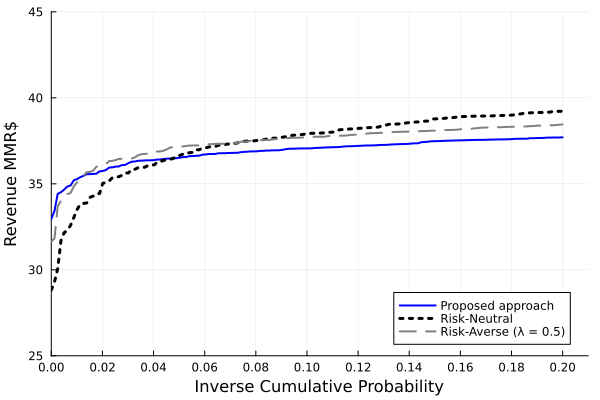 45
40
35
30
25
Revenue MMR$
0.00 0.02 0.04 0.06 0.08 0.10 0.12 0.14 0.16 0.18 0.20
Inverse Cumulative Probability
Proposed approach
Risk-Neutral
Risk-Averse (λ = 0.5)